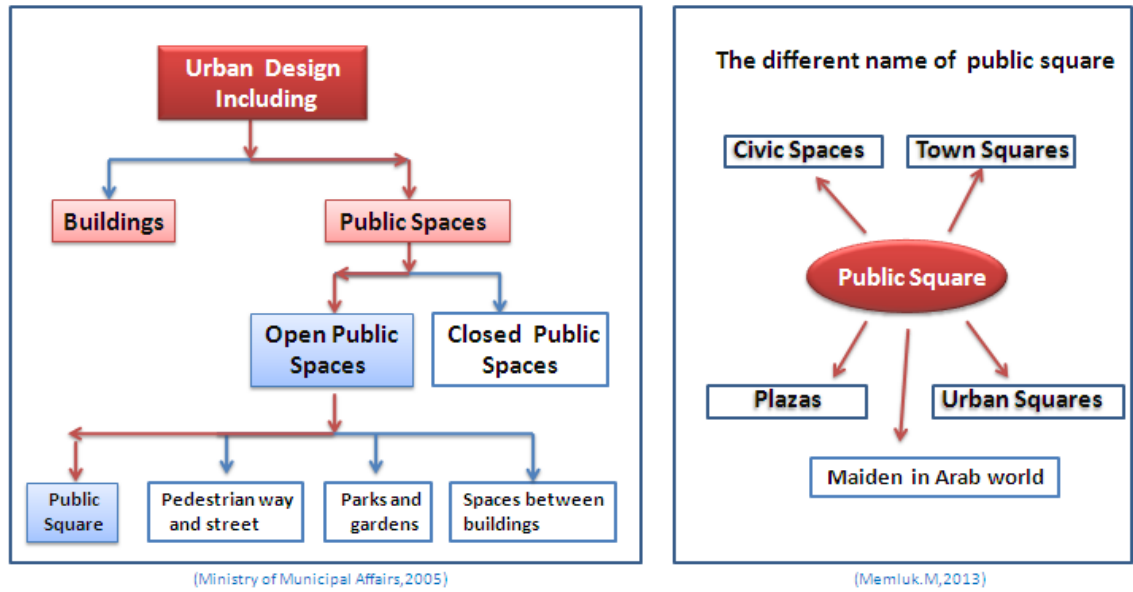 Urban Design
Including
Buildings
Public Spaces
Open Public
Spaces
Closed Public
Spaces
Public
Square
Pedestrian way
and street
Parks and
gardens
Spaces between
buildings
(Ministry of Municipal Affairs,2005)
The different name of public square
Civic Spaces
Town Squares
Public Square
Plazas
Urban Squares
Maiden in Arab world
(Memluk.M,2013)